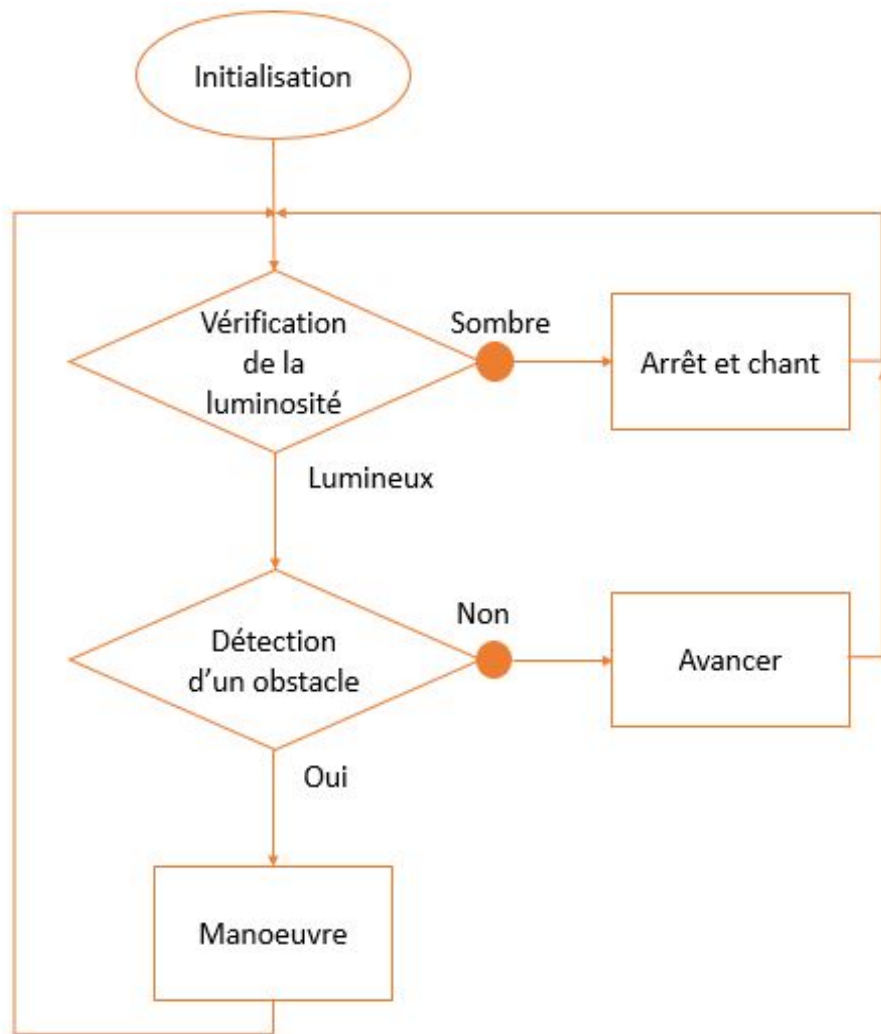 Initialisation
Vérification
de la
luminosité
Sombre
Arrêt et chant
Lumineux
Détection
d’un obstacle
Non
Avancer
Oui
Manoeuvre